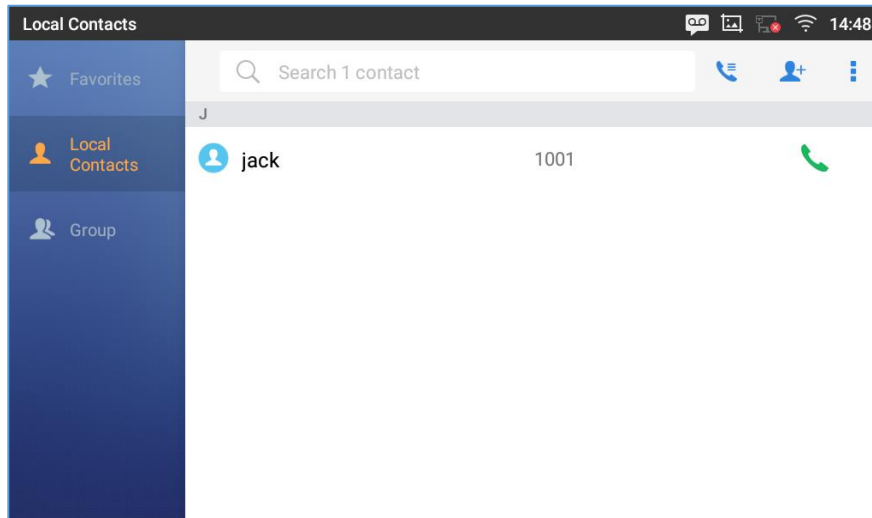 Local Contacts
14:48
Favorites
Search 1 contact
J
Local
Contacts
jack
1001
Group